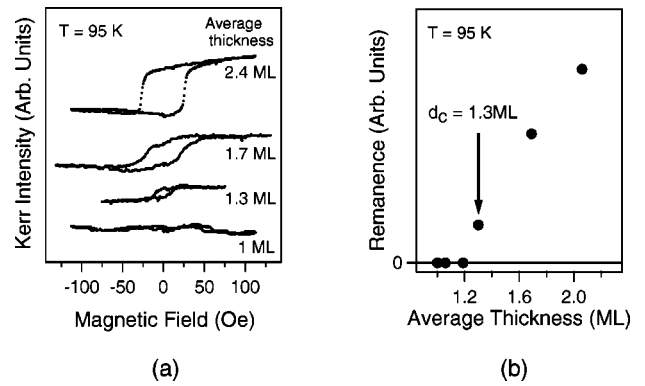 (a)
T = 95 K
Average
thickness
2.4 ML
1.7 ML
1.3 ML
1 ML
Kerr Intensity (Arb. Units)
-100 -50 0 50 100
Magnetic Field (Oe)
(a)
(b)
T = 95 K
dC = 1.3ML
Remanence (Arb. Units)
0
1.2 1.6 2.0
Average Thickness (ML)
(b)